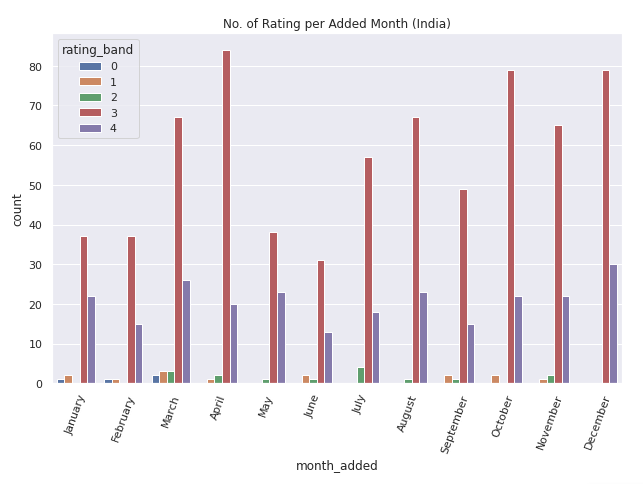 No. of Rating per Added Month (India)
rating_band
0
1
2
3
4
80
70
60
50
40
30
20
10
0
count
January
February
March
April
May
June
July
August
September
October
November
December
month_added